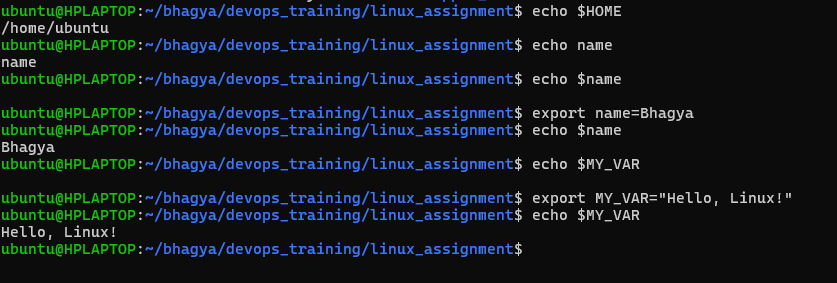 ubuntu@HPLAPTOP:~/bhagya/devops_training/linux_assignment$ echo $HOME
/home/ubuntu
ubuntu@HPLAPTOP:~/bhagya/devops_training/linux_assignment$ echo name
name
ubuntu@HPLAPTOP:~/bhagya/devops_training/linux_assignment$ echo $name

ubuntu@HPLAPTOP:~/bhagya/devops_training/linux_assignment$ export name=Bhagya
ubuntu@HPLAPTOP:~/bhagya/devops_training/linux_assignment$ echo $name
Bhagya
ubuntu@HPLAPTOP:~/bhagya/devops_training/linux_assignment$ echo $MY_VAR

ubuntu@HPLAPTOP:~/bhagya/devops_training/linux_assignment$ export MY_VAR="Hello, Linux!"
ubuntu@HPLAPTOP:~/bhagya/devops_training/linux_assignment$ echo $MY_VAR
Hello, Linux!
ubuntu@HPLAPTOP:~/bhagya/devops_training/linux_assignment$